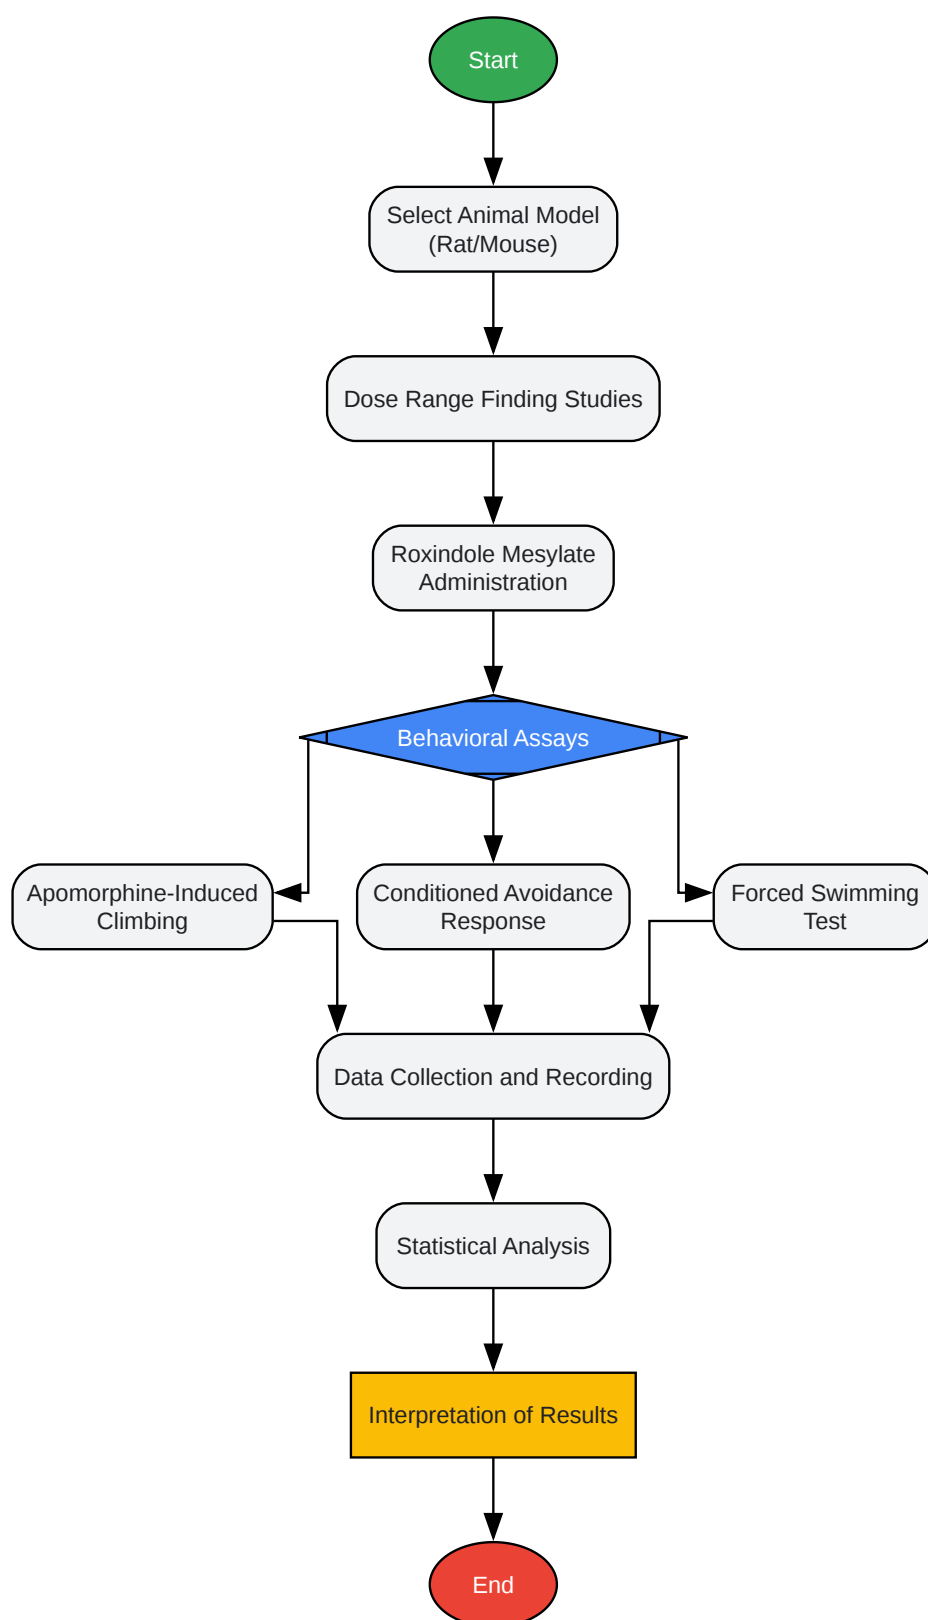 Start
Select Animal Model
(Rat/Mouse)
Dose Range Finding Studies
Roxindole Mesylate
Administration
Behavioral Assays
Apomorphine-Induced
Climbing
Conditioned Avoidance
Response
Forced Swimming
Test
Data Collection and Recording
Statistical Analysis
Interpretation of Results
End